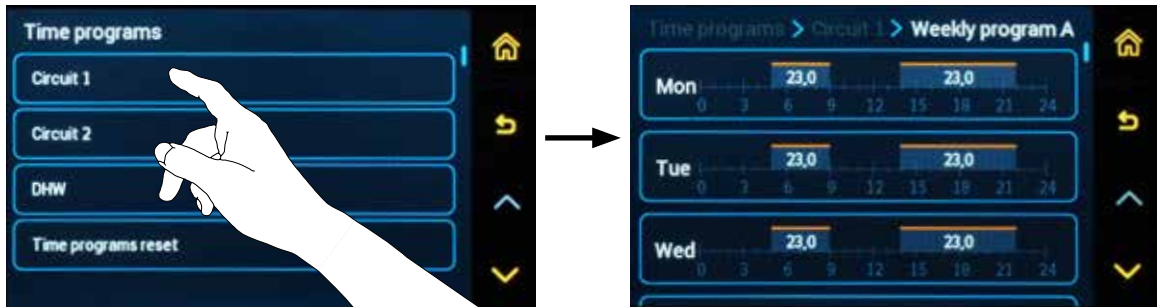 Time programs
Circuit 1
Circuit 2
DHW
Time programs reset
Time programs > Circuit 1 > Weekly program A
Mon
23,0 23,0
0 3 6 9 12 15 18 21 24
Tue
23,0 23,0
0 3 6 9 12 15 18 21 24
Wed
23,0 23,0
0 3 6 9 12 15 18 21 24